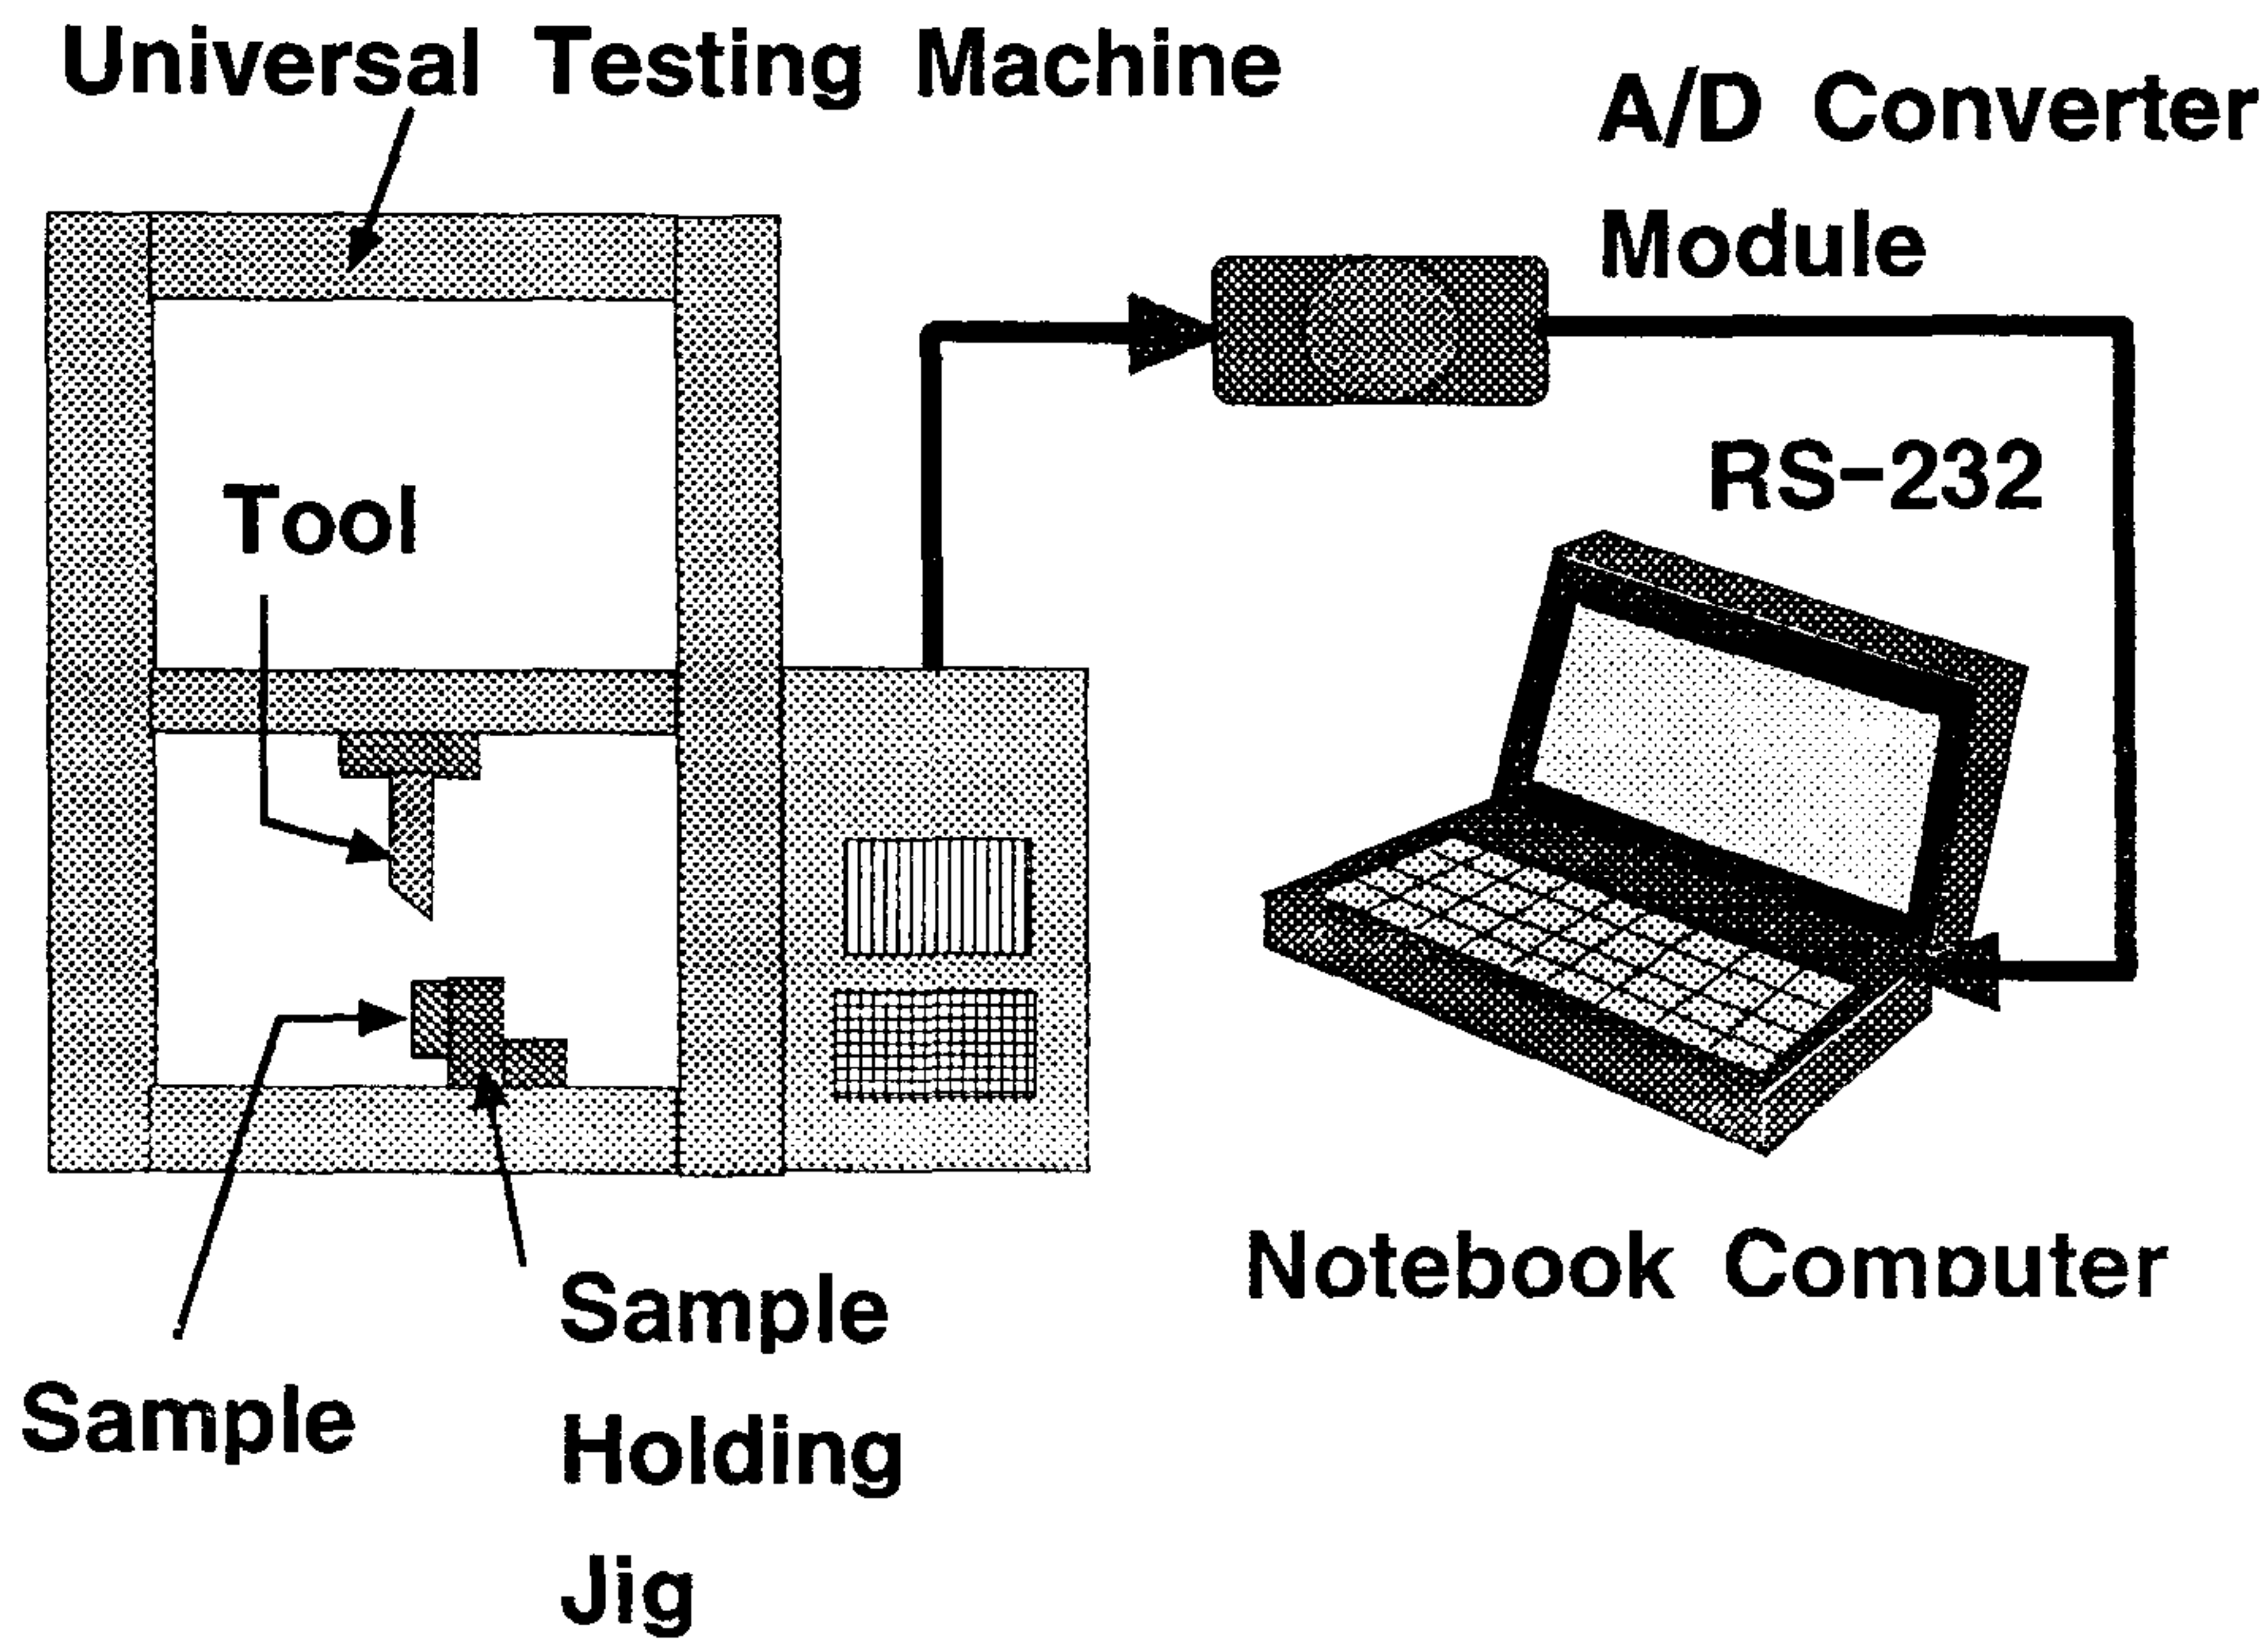 Universal Testing Machine
A/D Converter
Module
Tool
RS-232
Notebook Computer
Sample
Sample
Holding
Jig